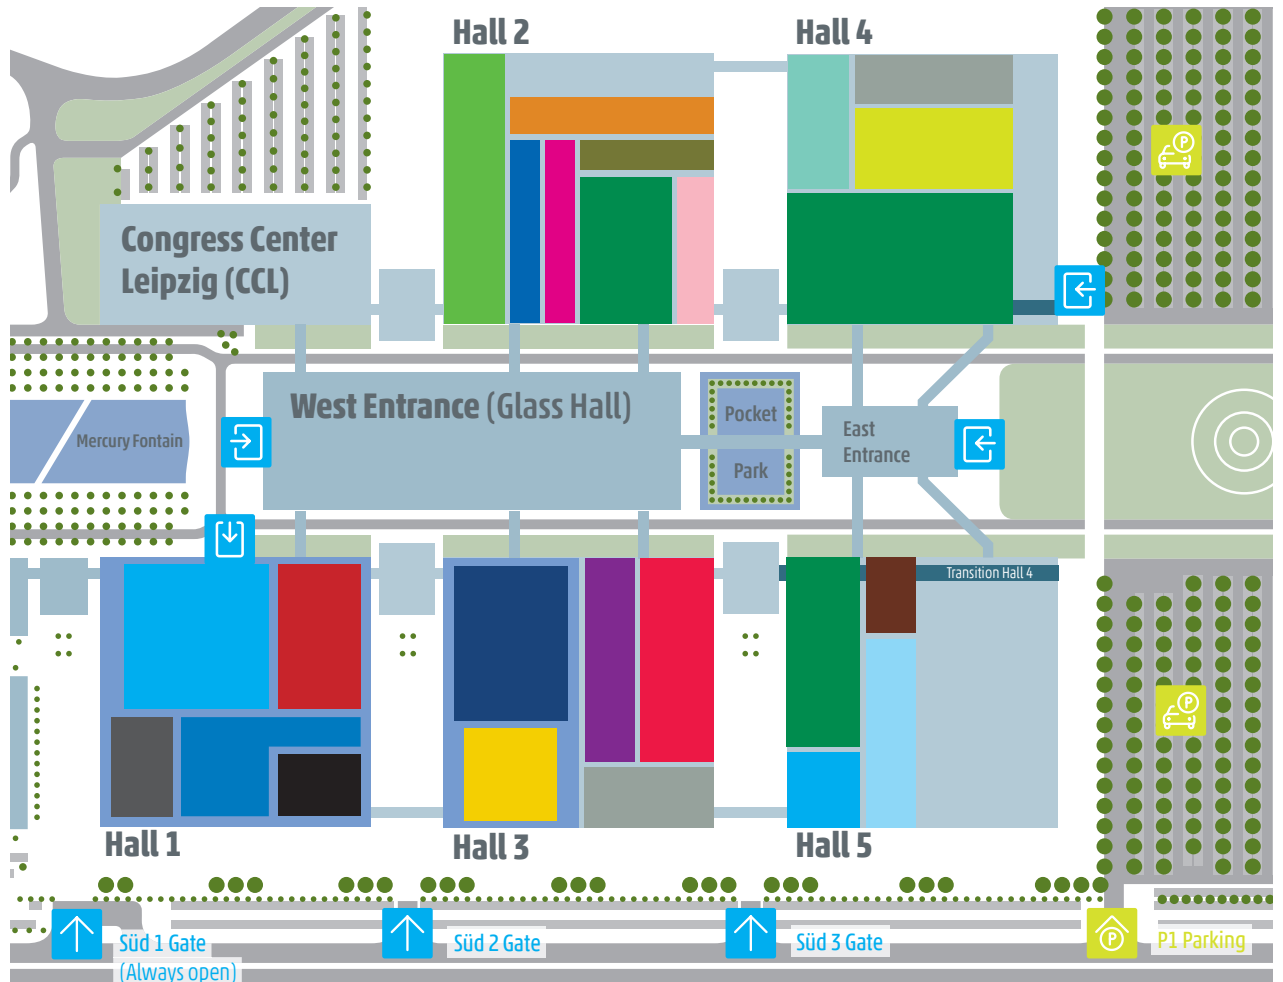 Hall 2
Hall 4
P
Congress Center
Leipzig (CCL)
West Entrance (Glass Hall)
Pocket
Park
East
Entrance
Mercury Fontain
Transition Hall 4
P
Hall 1
Hall 3
Hall 5
Süd 1 Gate
(Always open)
Süd 2 Gate
Süd 3 Gate
P
P1 Parking